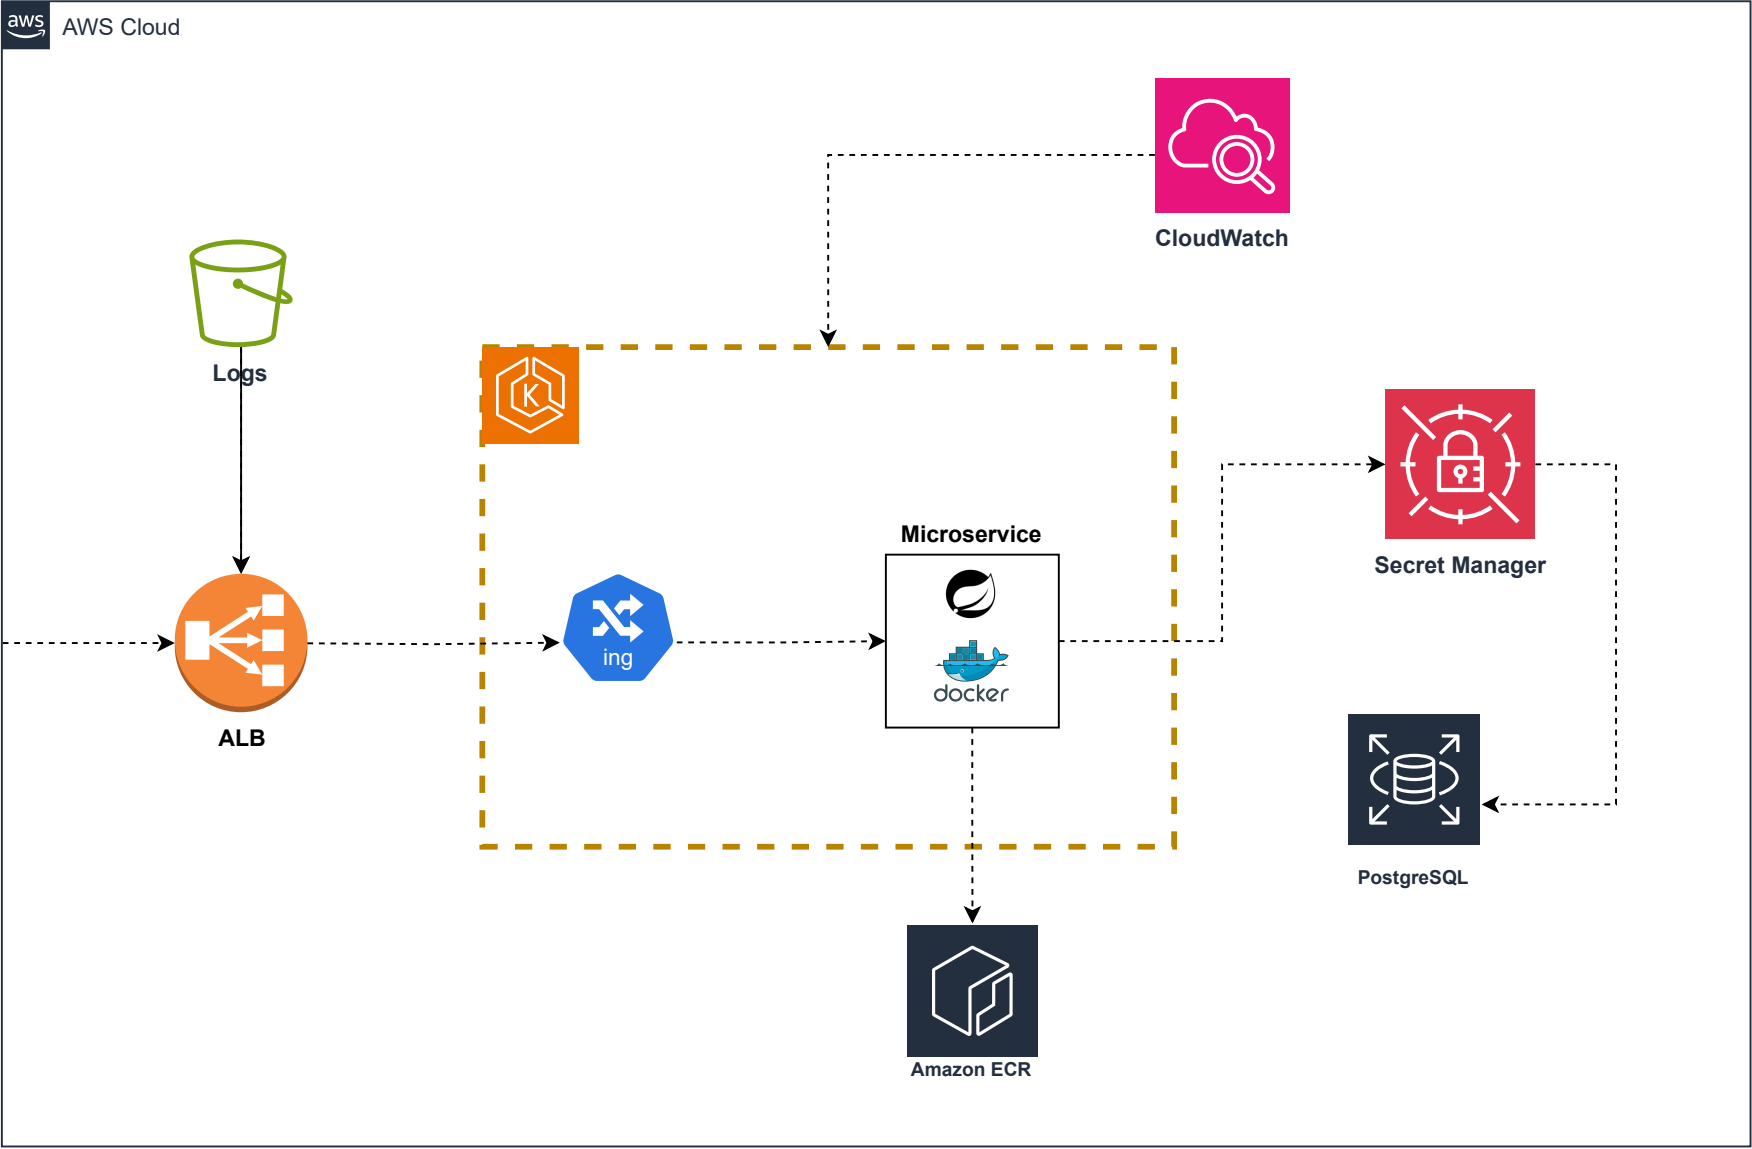 aws
AWS Cloud
CloudWatch
Logs
K
Microservice
Secret Manager
ing
docker
ALB
PostgreSQL
Amazon ECR